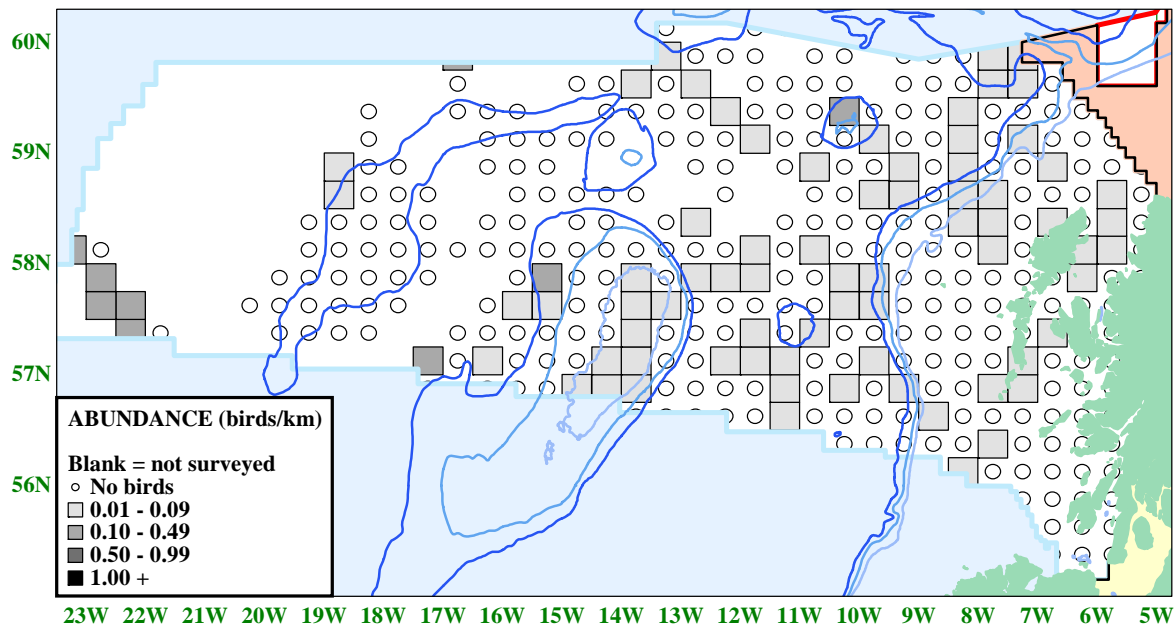 60N
59N
58N
57N
56N
ABUNDANCE (birds/km)
Blank = not surveyed
No birds
0.01 - 0.09
0.10 - 0.49
0.50 - 0.99
1.00 +
23W 22W 21W 20W 19W 18W 17W 16W 15W 14W 13W 12W 11W 10W 9W 8W 7W 6W 5W